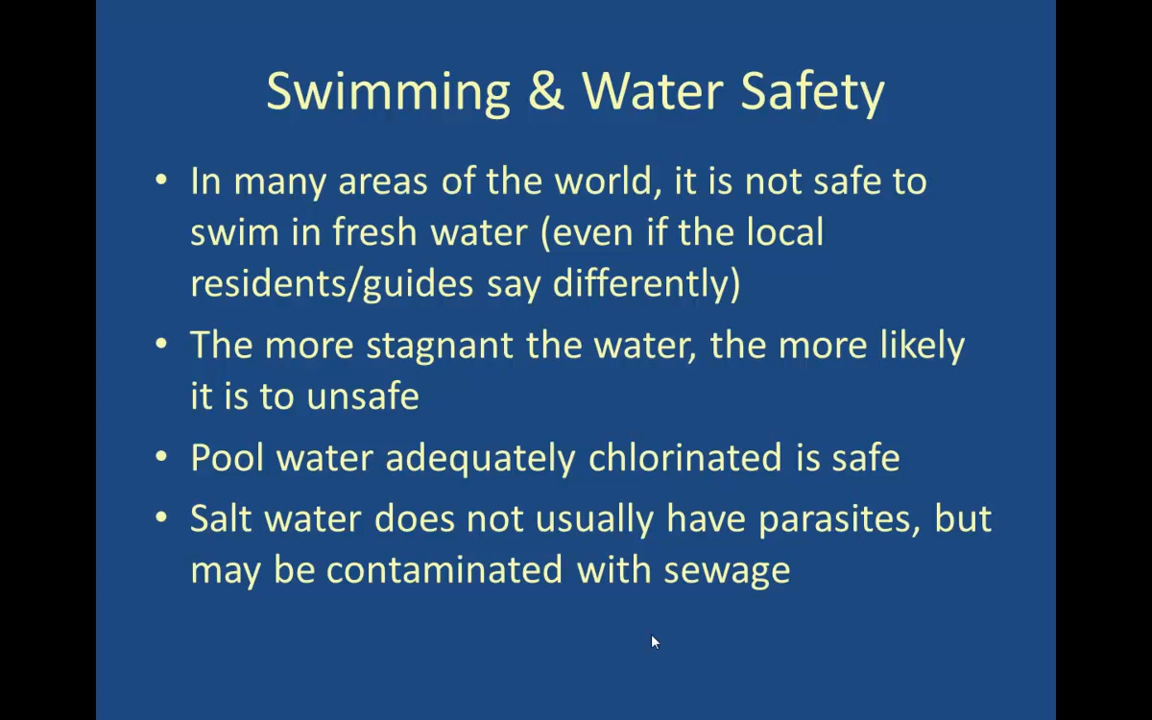 Swimming & Water Safety
• In many areas of the world, it is not safe to
swim in fresh water (even if the local
residents/guides say differently)
• The more stagnant the water, the more likely
it is to unsafe
• Pool water adequately chlorinated is safe
• Salt water does not usually have parasites, but
may be contaminated with sewage